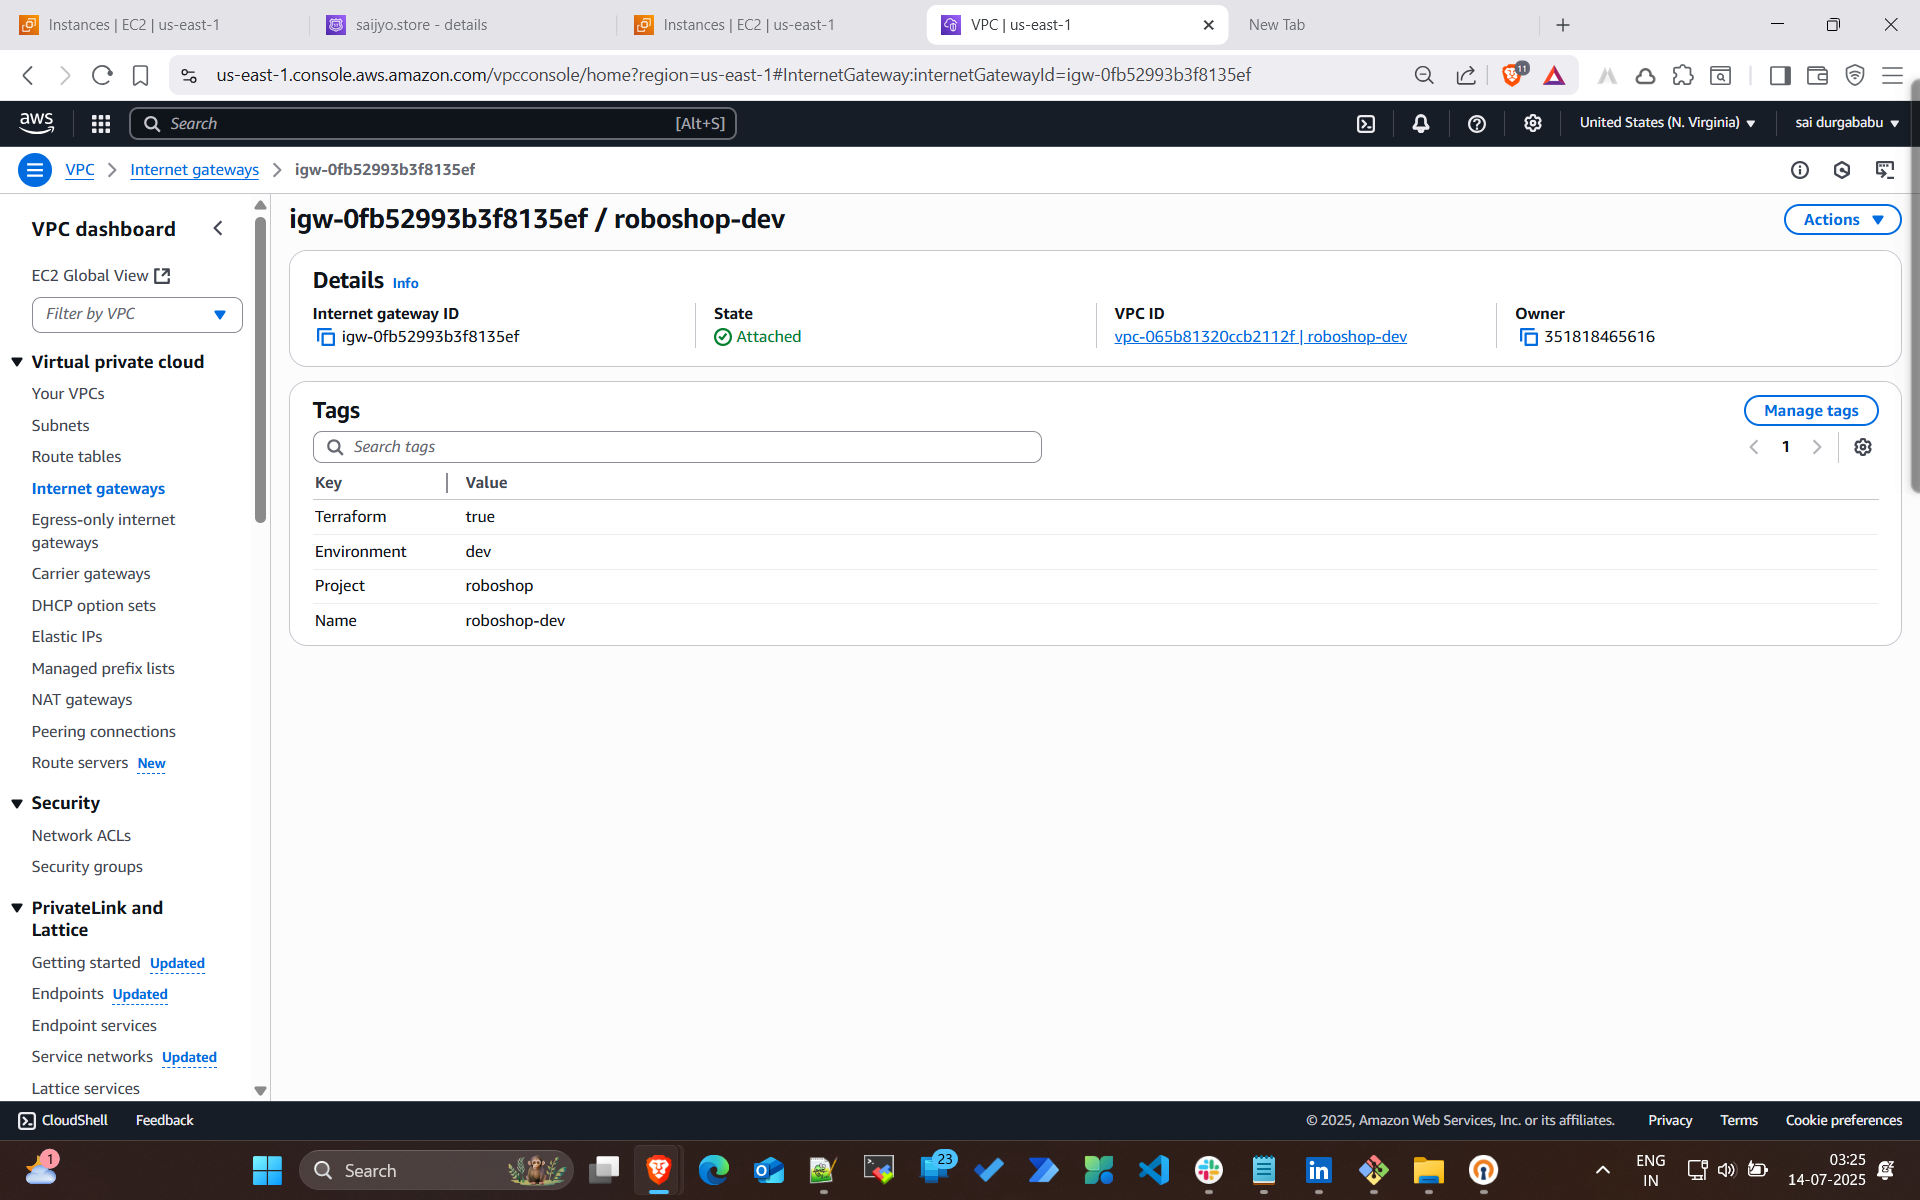 Instances | EC2 | us-east-1
saijyo.store - details
Instances | EC2 | us-east-1
VPC | us-east-1
New Tab
us-east-1.console.aws.amazon.com/vpcconsole/home?region=us-east-1#InternetGateway:internetGatewayId=igw-0fb52993b3f8135ef
11
aws
Search
[Alt+S]
United States (N. Virginia)
sai durgababu
VPC
Internet gateways
igw-0fb52993b3f8135ef
VPC dashboard
EC2 Global View
Filter by VPC
Virtual private cloud
Your VPCs
Subnets
Route tables
Internet gateways
Egress-only internet
gateways
Carrier gateways
DHCP option sets
Elastic IPs
Managed prefix lists
NAT gateways
Peering connections
Route servers New
Security
Network ACLs
Security groups
PrivateLink and
Lattice
Getting started Updated
Endpoints Updated
Endpoint services
Service networks Updated
Lattice services
igw-0fb52993b3f8135ef / roboshop-dev
Actions
Details Info
Internet gateway ID
igw-0fb52993b3f8135ef
State
Attached
VPC ID
vpc-065b81320ccb2112f | roboshop-dev
Owner
351818465616
Tags
Manage tags
Search tags
1
Key Value
Terraform true
Environment dev
Project roboshop
Name roboshop-dev
CloudShell
Feedback
© 2025, Amazon Web Services, Inc. or its affiliates.
Privacy
Terms
Cookie preferences
1
Search
23
ENG
IN
03:25
14-07-2025